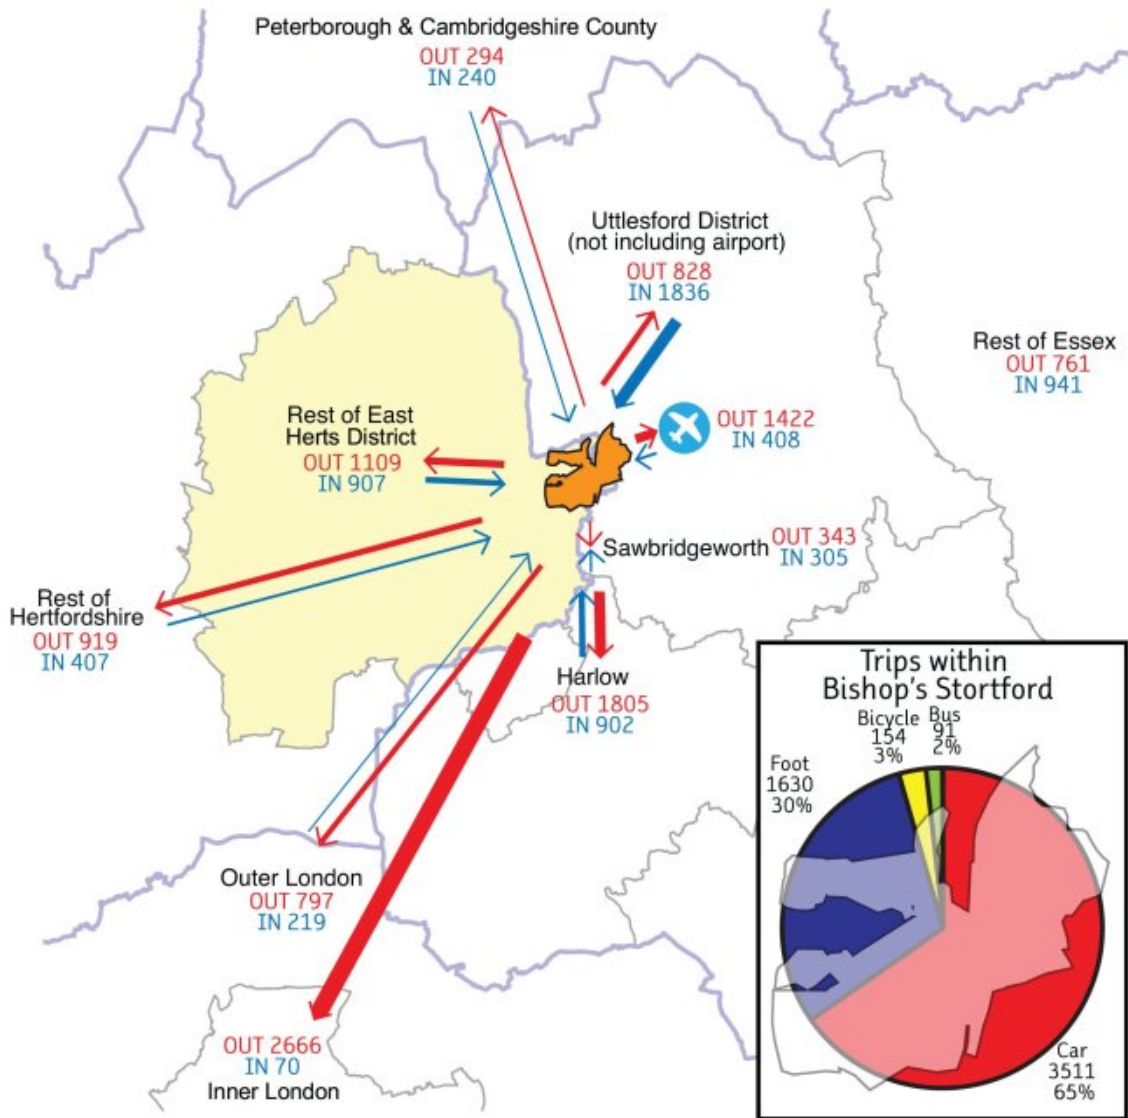 Peterborough & Cambridgeshire County
OUT 294
IN 240
Uttlesford District
(not including airport)
OUT 828
IN 1836
Rest of Essex
OUT 761
IN 941
Rest of East
Herts District
OUT 1109
IN 907
OUT 1422
IN 408
Sawbridgeworth
OUT 343
IN 305
Rest of
Hertfordshire
OUT 919
IN 407
Harlow
OUT 1805
IN 902
Outer London
OUT 797
IN 219
OUT 2666
IN 70
Inner London
Trips within
Bishop's Stortford
Bicycle
154
3%
Bus
91
2%
Foot
1630
30%
Car
3511
65%